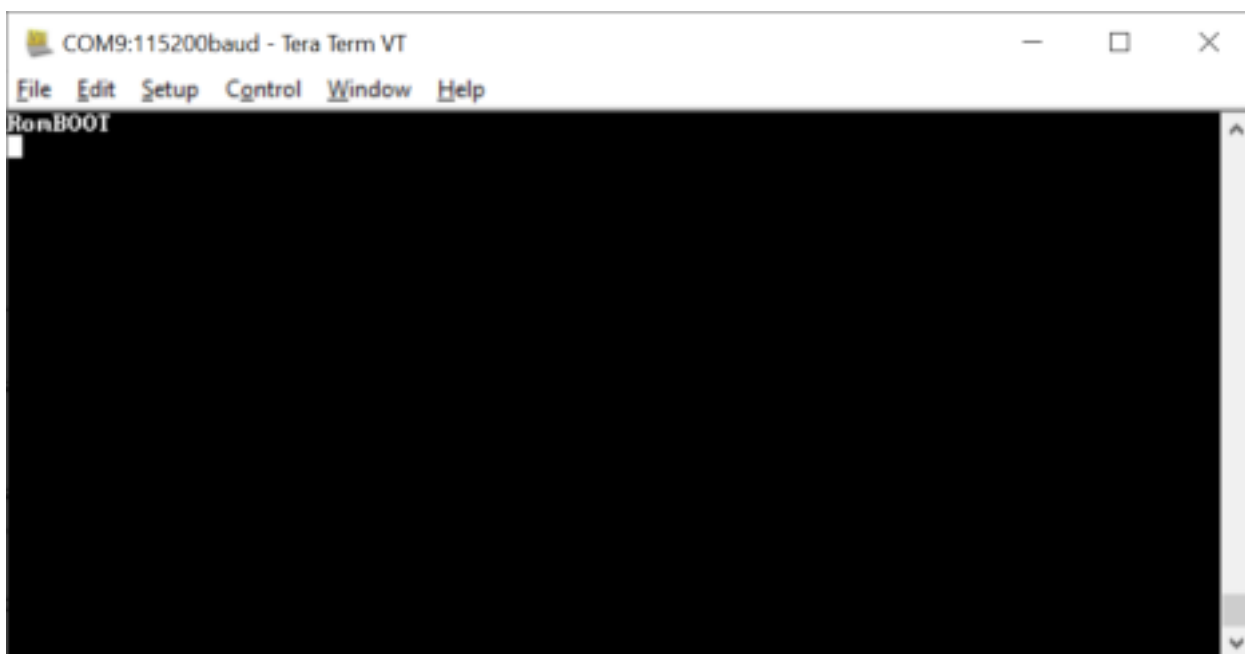 COM9:115200baud - Tera Term VT
File Edit Setup Control Window Help
RomBOOT